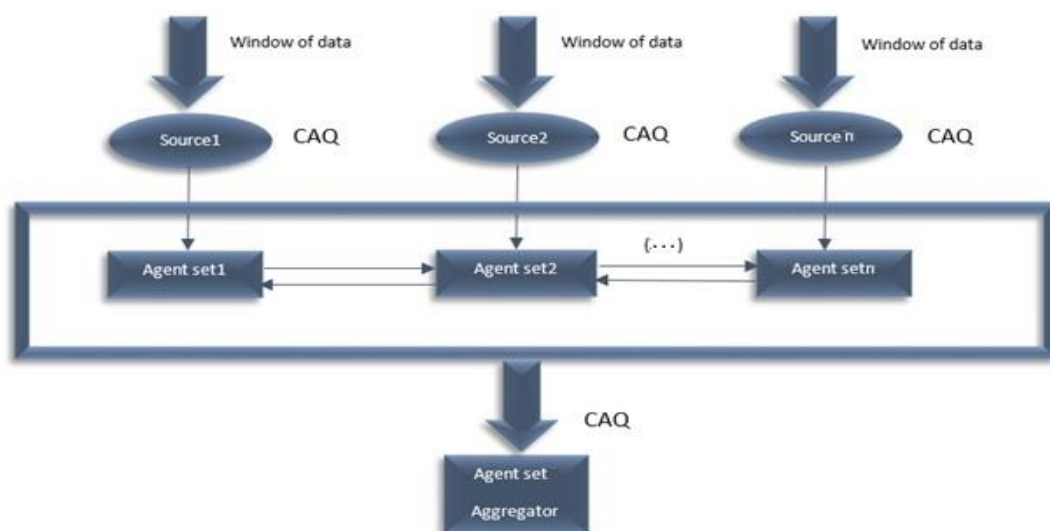 Window of data
Window of data
Window of data
Source1
CAQ
Source2
CAQ
Source n
CAQ
(...)
Agent set1
Agent set2
Agent setn
CAQ
Agent set
Aggregator